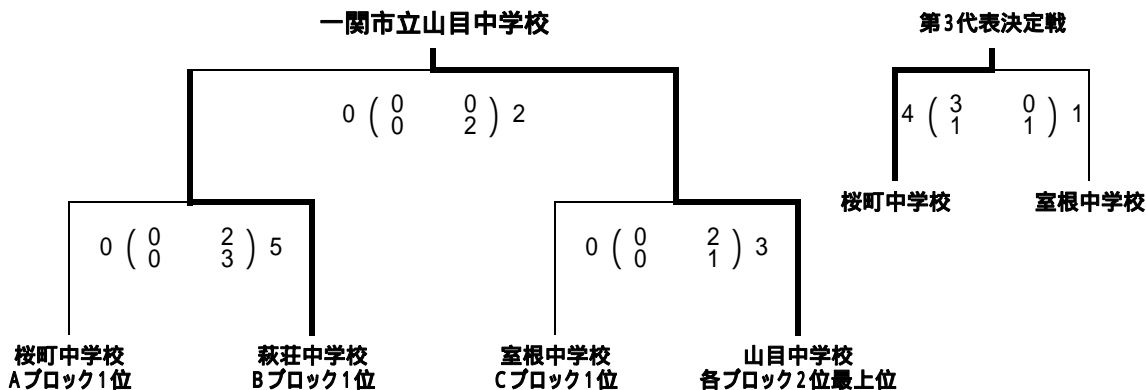 一関市立山目中学校
第3代表決定戦
0 ( 0 0 ) 2
0 2
4 ( 3 0 ) 1
1 1
桜町中学校 室根中学校
0 ( 0 2 ) 5
0 3
0 ( 0 2 ) 3
0 1
桜町中学校 萩荘中学校 室根中学校 山目中学校
Aブロック1位 Bブロック1位 Cブロック1位 各ブロック2位最上位